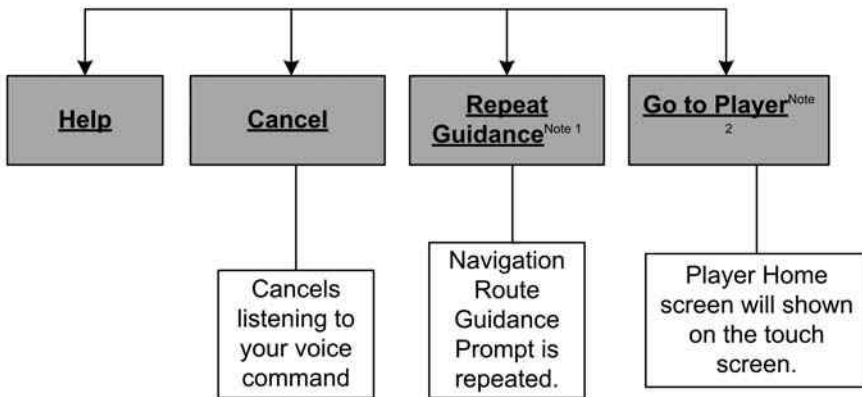 Help
Cancel
Repeat
Guidance Note 1
Go to Player Note
2
Cancels
listening to
your voice
command
Navigation
Route
Guidance
Prompt is
repeated.
Player Home
screen will shown
on the touch
screen.